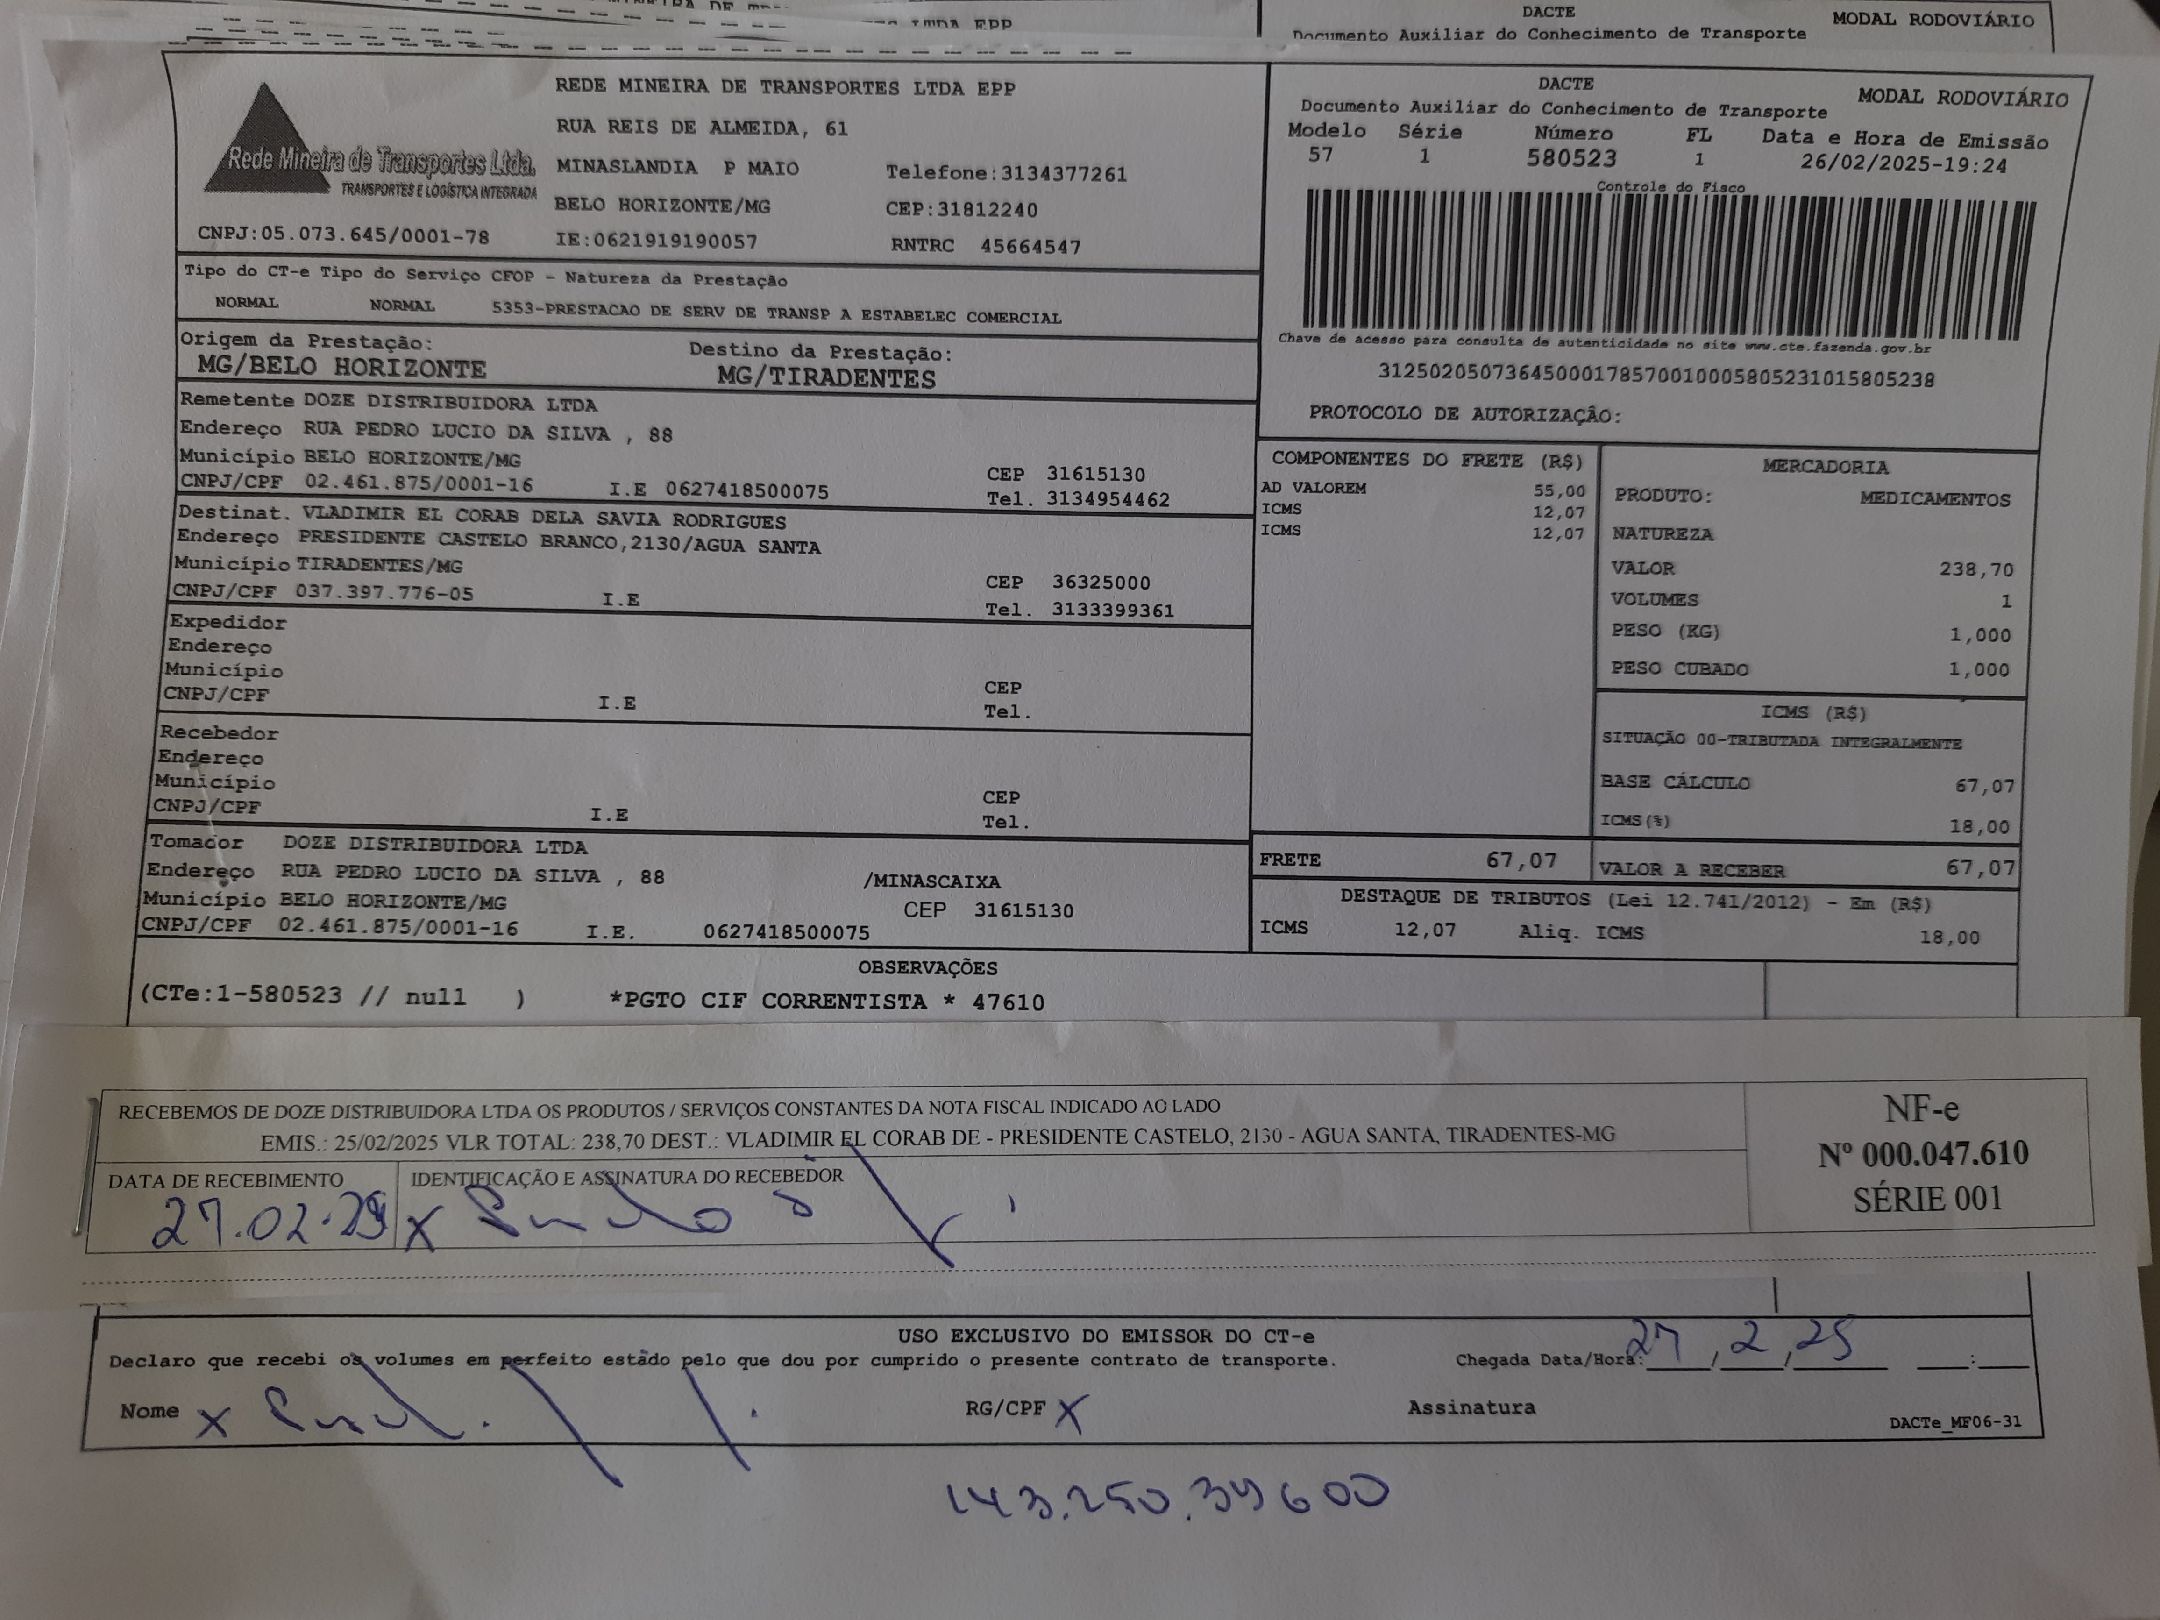 DACTE
MODAL RODOVIÁRIO
Documento Auxiliar do Conhecimento de Transporte
REDE MINEIRA DE TRANSPORTES LTDA EPP
RUA REIS DE ALMEIDA, 61
MINASLANDIA P MAIO Telefone:3134377261
BELO HORIZONTE/MG CEP:31812240
CNPJ:05.073.645/0001-78 IE:0621919190057 RNTRC 45664547
Rede Mineira de Transportes Ltda.
TRANSPORTES E LOGÍSTICA INTEGRADA
DACTE
MODAL RODOVIÁRIO
Documento Auxiliar do Conhecimento de Transporte
Modelo Série Número FL Data e Hora de Emissão
57 1 580523 1 26/02/2025-19:24
Controle do Fisco
Chave de acesso para consulta de autenticidade no site www.cte.fazenda.gov.br
31250205073645000178570010005805231015805238
PROTOCOLO DE AUTORIZAÇÃO:
Tipo do CT-e Tipo do Serviço CFOP - Natureza da Prestação
NORMAL NORMAL 5353-PRESTACAO DE SERV DE TRANSP A ESTABELEC COMERCIAL
Origem da Prestação: Destino da Prestação:
MG/BELO HORIZONTE MG/TIRADENTES
Remetente DOZE DISTRIBUIDORA LTDA
Endereço RUA PEDRO LUCIO DA SILVA , 88
Município BELO HORIZONTE/MG CEP 31615130
CNPJ/CPF 02.461.875/0001-16 I.E 0627418500075 Tel. 3134954462
Destinat. VLADIMIR EL CORAB DELA SAVIA RODRIGUES
Endereço PRESIDENTE CASTELO BRANCO,2130/AGUA SANTA
Município TIRADENTES/MG CEP 36325000
CNPJ/CPF 037.397.776-05 I.E Tel. 3133399361
Expedidor
Endereço
Município CEP
CNPJ/CPF I.E Tel.
Recebedor
Endereço
Município CEP
CNPJ/CPF I.E Tel.
Tomador DOZE DISTRIBUIDORA LTDA
Endereço RUA PEDRO LUCIO DA SILVA , 88 /MINASCAIXA
Município BELO HORIZONTE/MG CEP 31615130
CNPJ/CPF 02.461.875/0001-16 I.E. 0627418500075
COMPONENTES DO FRETE (R$)
AD VALOREM 55,00
ICMS 12,07
ICMS 12,07
MERCADORIA
PRODUTO: MEDICAMENTOS
NATUREZA
VALOR 238,70
VOLUMES 1
PESO (KG) 1,000
PESO CUBADO 1,000
ICMS (R$)
SITUAÇÃO 00-TRIBUTADA INTEGRALMENTE
BASE CÁLCULO 67,07
ICMS(%) 18,00
FRETE 67,07 VALOR A RECEBER 67,07
DESTAQUE DE TRIBUTOS (Lei 12.741/2012) - Em (R$)
ICMS 12,07 Aliq. ICMS 18,00
OBSERVAÇÕES
(CTe:1-580523 // null ) *PGTO CIF CORRENTISTA * 47610
RECEBEMOS DE DOZE DISTRIBUIDORA LTDA OS PRODUTOS / SERVIÇOS CONSTANTES DA NOTA FISCAL INDICADO AO LADO
EMIS.: 25/02/2025 VLR TOTAL: 238,70 DEST.: VLADIMIR EL CORAB DE - PRESIDENTE CASTELO, 2130 - AGUA SANTA, TIRADENTES-MG
NF-e
Nº 000.047.610
SÉRIE 001
DATA DE RECEBIMENTO IDENTIFICAÇÃO E ASSINATURA DO RECEBEDOR
27.02.25 X
USO EXCLUSIVO DO EMISSOR DO CT-e
Declaro que recebi os volumes em perfeito estado pelo que dou por cumprido o presente contrato de transporte. Chegada Data/Hora: 27/2/25 :
Nome X RG/CPF X Assinatura
DACTe_MF06-31
143.250.39600